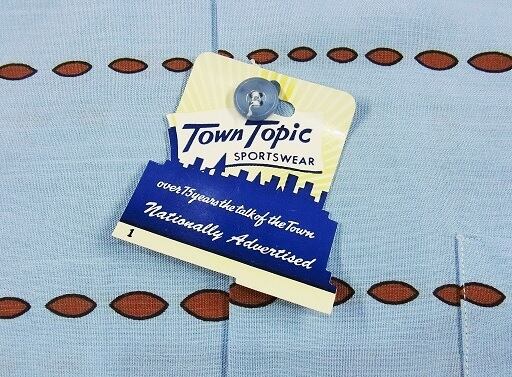 Town Topic
SPORTSWEAR
over 75 years the talk of the Town
Nationally Advertised
1